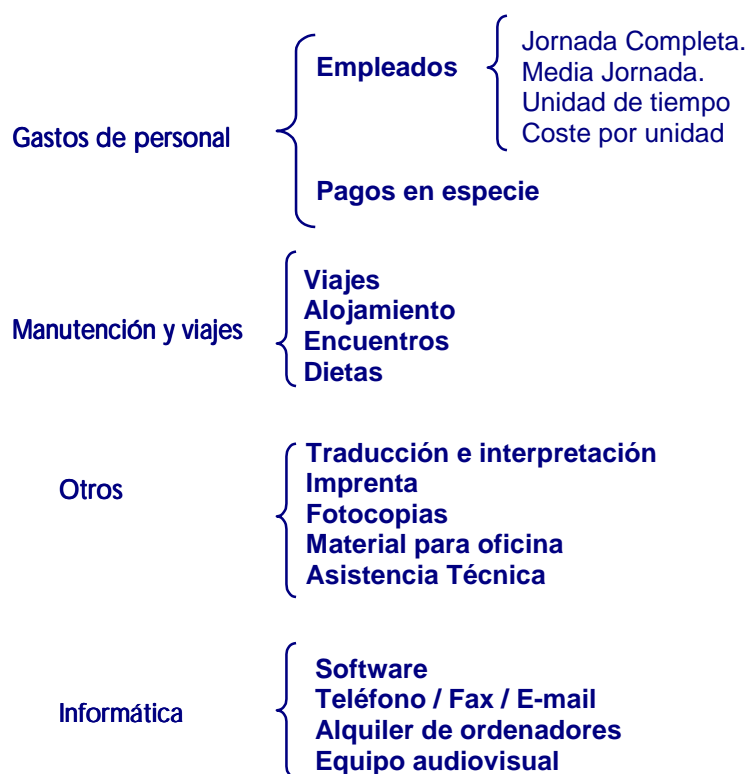 Gastos de personal
Empleados
Jornada Completa.
Media Jornada.
Unidad de tiempo
Coste por unidad
Pagos en especie
Manutención y viajes
Viajes
Alojamiento
Encuentros
Dietas
Otros
Traducción e interpretación
Imprenta
Fotocopias
Material para oficina
Asistencia Técnica
Informática
Software
Teléfono / Fax / E-mail
Alquiler de ordenadores
Equipo audiovisual